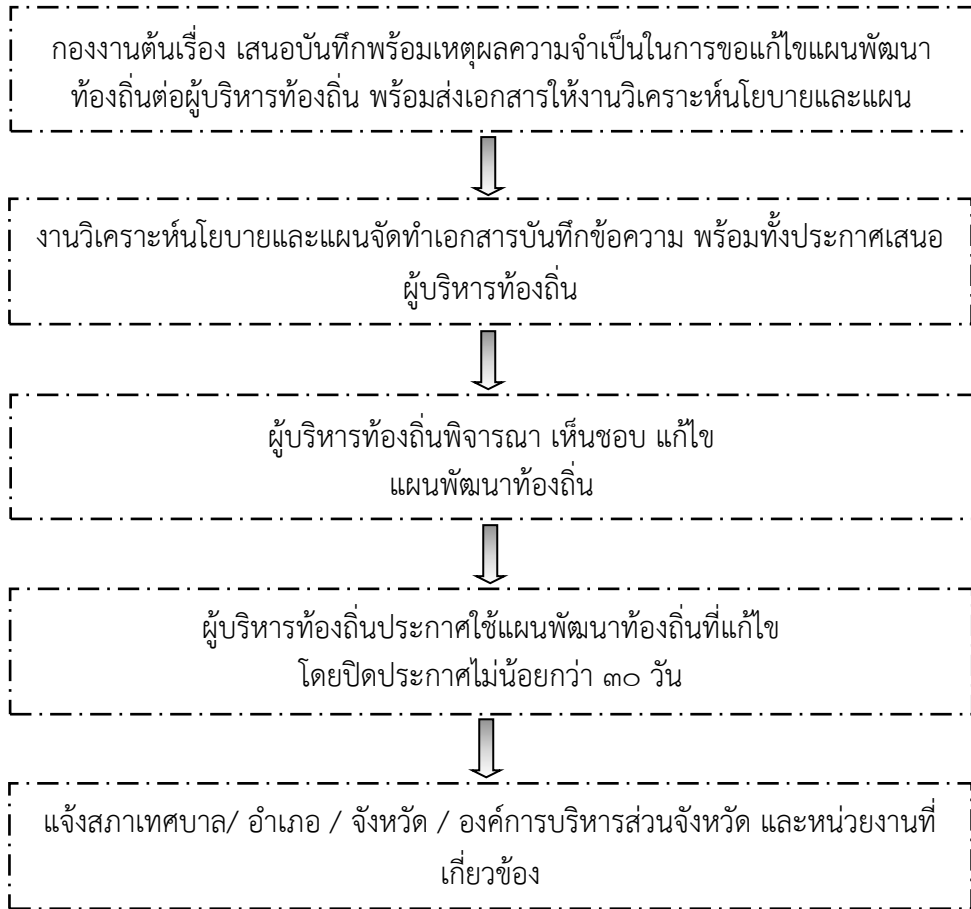 กองงานต้นเรื่อง เสนอบันทึกพร้อมเหตุผลความจำเป็นในการขอแก้ไขแผนพัฒนา
ท้องถิ่นต่อผู้บริหารท้องถิ่น พร้อมส่งเอกสารให้งานวิเคราะห์นโยบายและแผน
งานวิเคราะห์นโยบายและแผนจัดทำเอกสารบันทึกข้อความ พร้อมทั้งประกาศเสนอ
ผู้บริหารท้องถิ่น
ผู้บริหารท้องถิ่นพิจารณา เห็นชอบ แก้ไข
แผนพัฒนาท้องถิ่น
ผู้บริหารท้องถิ่นประกาศใช้แผนพัฒนาท้องถิ่นที่แก้ไข
โดยปิดประกาศไม่น้อยกว่า ๓๐ วัน
แจ้งสภาเทศบาล/ อำเภอ / จังหวัด / องค์การบริหารส่วนจังหวัด และหน่วยงานที่
เกี่ยวข้อง